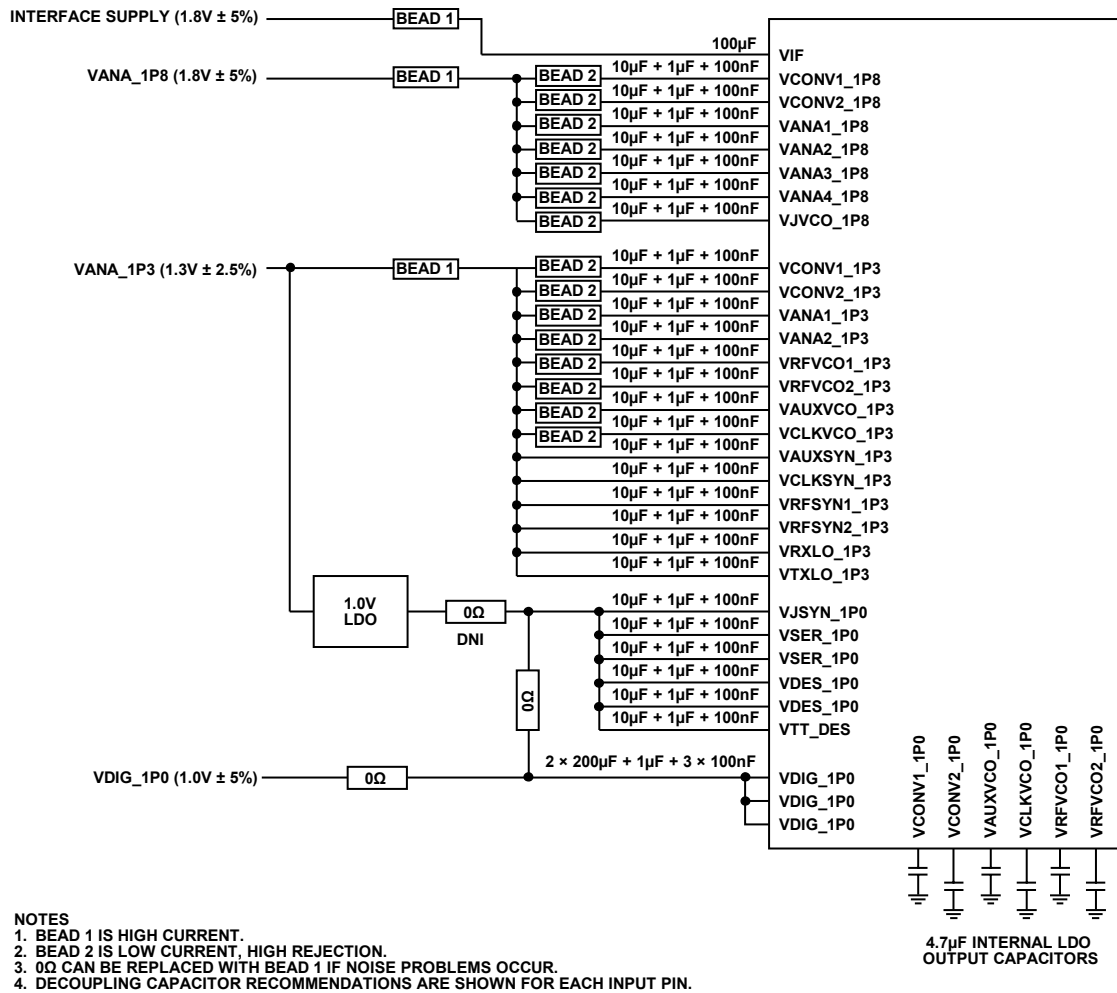 INTERFACE SUPPLY (1.8V ± 5%)
BEAD 1
100µF
VIF
VANA_1P8 (1.8V ± 5%)
BEAD 1
BEAD 2
10µF + 1µF + 100nF
VCONV1_1P8
BEAD 2
10µF + 1µF + 100nF
VCONV2_1P8
BEAD 2
10µF + 1µF + 100nF
VANA1_1P8
BEAD 2
10µF + 1µF + 100nF
VANA2_1P8
BEAD 2
10µF + 1µF + 100nF
VANA3_1P8
BEAD 2
10µF + 1µF + 100nF
VANA4_1P8
BEAD 2
10µF + 1µF + 100nF
VJVCO_1P8
VANA_1P3 (1.3V ± 2.5%)
BEAD 1
BEAD 2
10µF + 1µF + 100nF
VCONV1_1P3
BEAD 2
10µF + 1µF + 100nF
VCONV2_1P3
BEAD 2
10µF + 1µF + 100nF
VANA1_1P3
BEAD 2
10µF + 1µF + 100nF
VANA2_1P3
BEAD 2
10µF + 1µF + 100nF
VRFVCO1_1P3
BEAD 2
10µF + 1µF + 100nF
VRFVCO2_1P3
BEAD 2
10µF + 1µF + 100nF
VAUXVCO_1P3
BEAD 2
10µF + 1µF + 100nF
VCLKVCO_1P3
10µF + 1µF + 100nF
VAUXSYN_1P3
10µF + 1µF + 100nF
VCLKSYN_1P3
10µF + 1µF + 100nF
VRFSYN1_1P3
10µF + 1µF + 100nF
VRFSYN2_1P3
10µF + 1µF + 100nF
VRXLO_1P3
10µF + 1µF + 100nF
VTXLO_1P3
1.0V
LDO
0Ω
DNI
10µF + 1µF + 100nF
VJSYN_1P0
10µF + 1µF + 100nF
VSER_1P0
10µF + 1µF + 100nF
VSER_1P0
10µF + 1µF + 100nF
VDES_1P0
10µF + 1µF + 100nF
VDES_1P0
10µF + 1µF + 100nF
VTT_DES
0Ω
VDIG_1P0 (1.0V ± 5%)
0Ω
2 × 200µF + 1µF + 3 × 100nF
VDIG_1P0
VDIG_1P0
VDIG_1P0
VCONV1_1P0
VCONV2_1P0
VAUXVCO_1P0
VCLKVCO_1P0
VRFVCO1_1P0
VRFVCO2_1P0
4.7µF INTERNAL LDO
OUTPUT CAPACITORS
NOTES
1. BEAD 1 IS HIGH CURRENT.
2. BEAD 2 IS LOW CURRENT, HIGH REJECTION.
3. 0Ω CAN BE REPLACED WITH BEAD 1 IF NOISE PROBLEMS OCCUR.
4. DECOUPLING CAPACITOR RECOMMENDATIONS ARE SHOWN FOR EACH INPUT PIN.